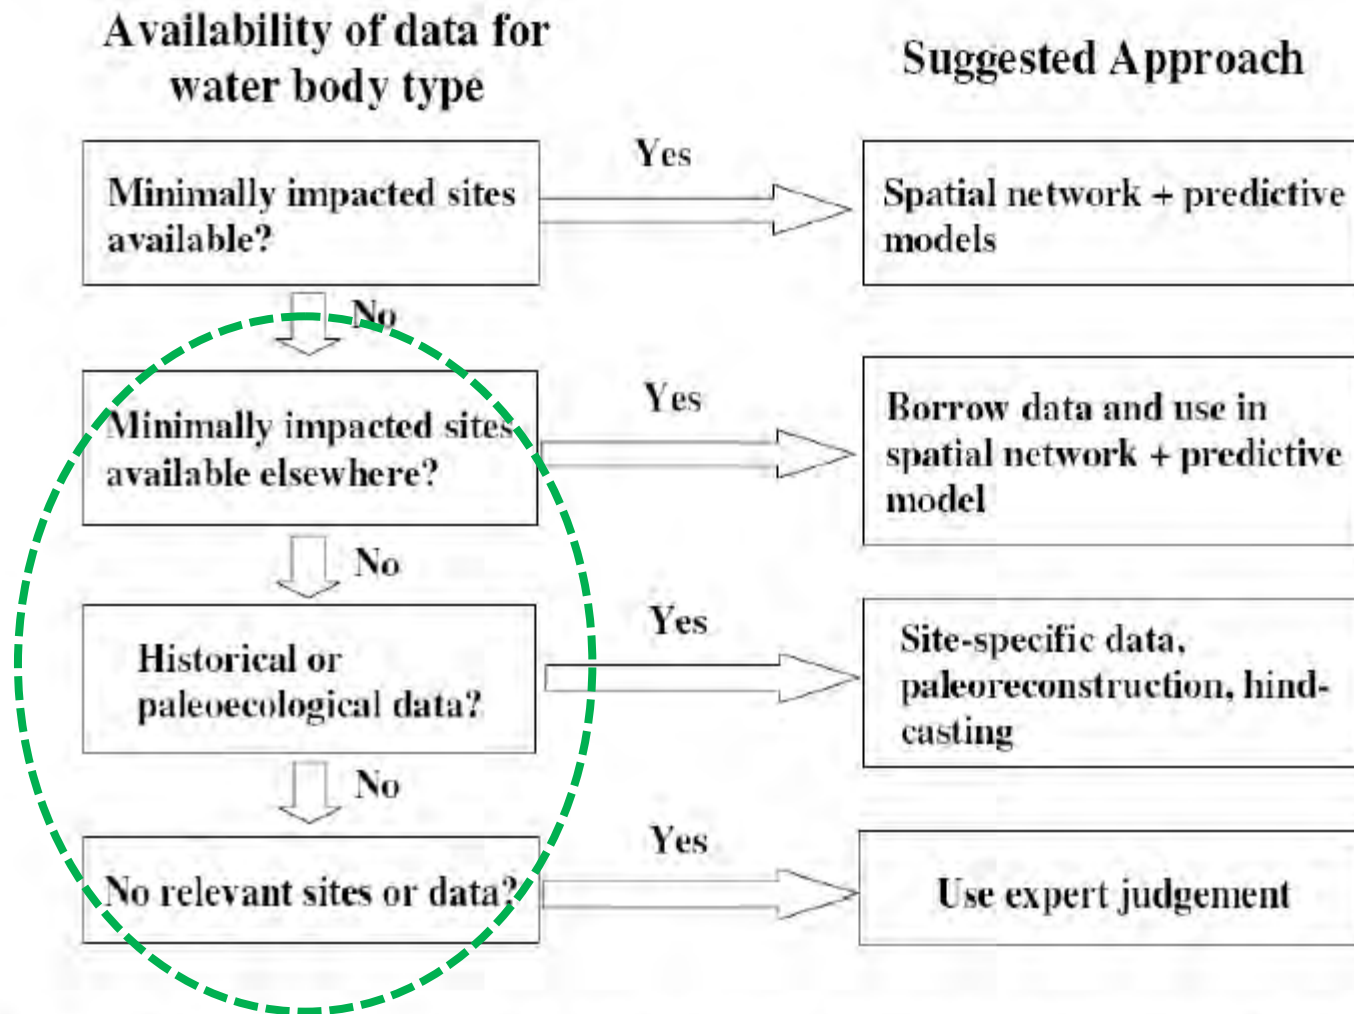 Availability of data for
water body type
Suggested Approach
Minimally impacted sites
available?
Yes
Spatial network + predictive
models
No
Minimally impacted sites
available elsewhere?
Yes
Borrow data and use in
spatial network + predictive
model
No
Historical or
paleoecological data?
Yes
Site-specific data,
paleoreconstruction, hind-
casting
No
No relevant sites or data?
Yes
Use expert judgement